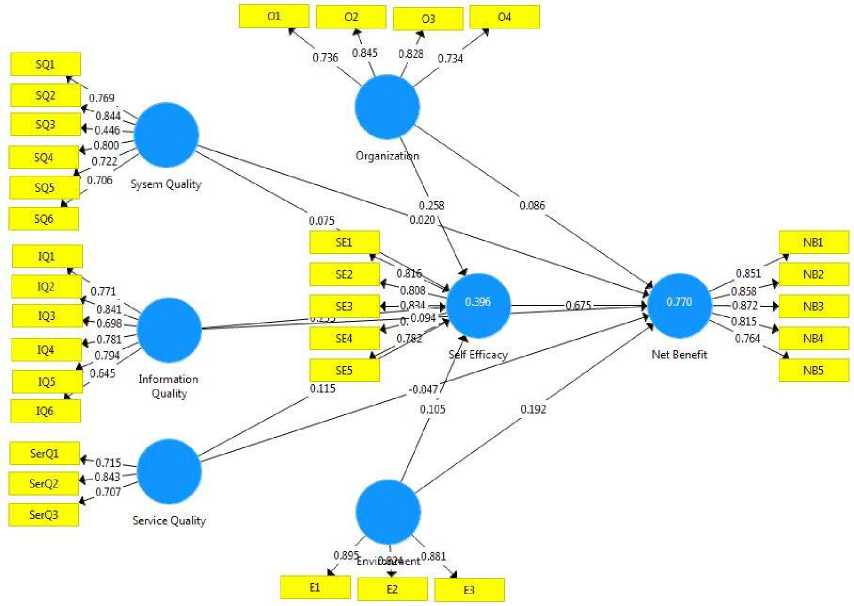 O1
O2
O3
O4
0.736
0.845
0.828
0.734
Organization
SQ1
SQ2
SQ3
SQ4
SQ5
SQ6
0.769
0.844
0.446
0.800
0.722
0.706
Sysem Quality
0.258
0.086
0.020
0.075
IQ1
IQ2
IQ3
IQ4
IQ5
IQ6
0.771
0.841
0.698
0.781
0.794
0.645
Information
Quality
SE1
SE2
SE3
SE4
SE5
0.816
0.808
0.834
0.782
0.094
0.396
Self Efficacy
0.675
0.770
Net Benefit
NB1
NB2
NB3
NB4
NB5
0.851
0.858
0.872
0.815
0.764
0.115
-0.047
0.105
0.192
SerQ1
SerQ2
SerQ3
0.715
0.843
0.707
Service Quality
Environment
0.895
0.881
E1
E2
E3